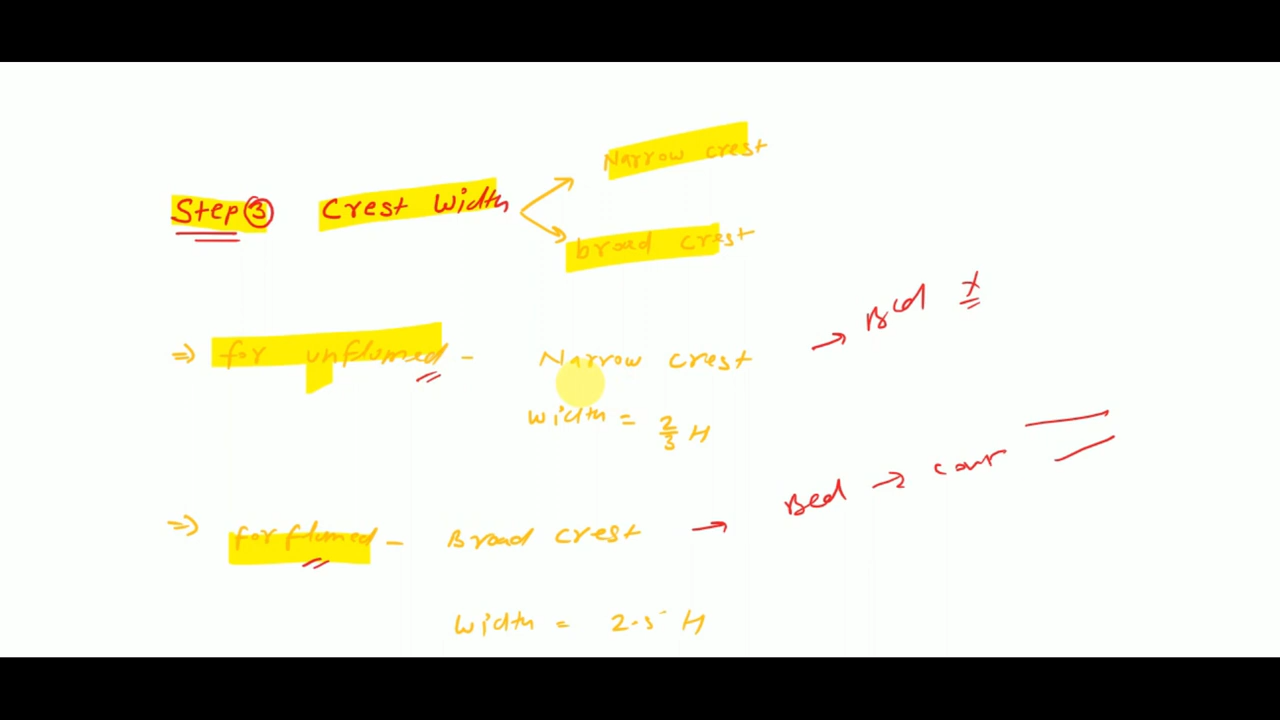 Narrow crest
Step ③ Crest Width
broad crest
⇒ for unflumed - Narrow crest → Bed x
Width = 2/3 H
⇒ for flumed - Broad crest → Bed →
Width = 2.5 H